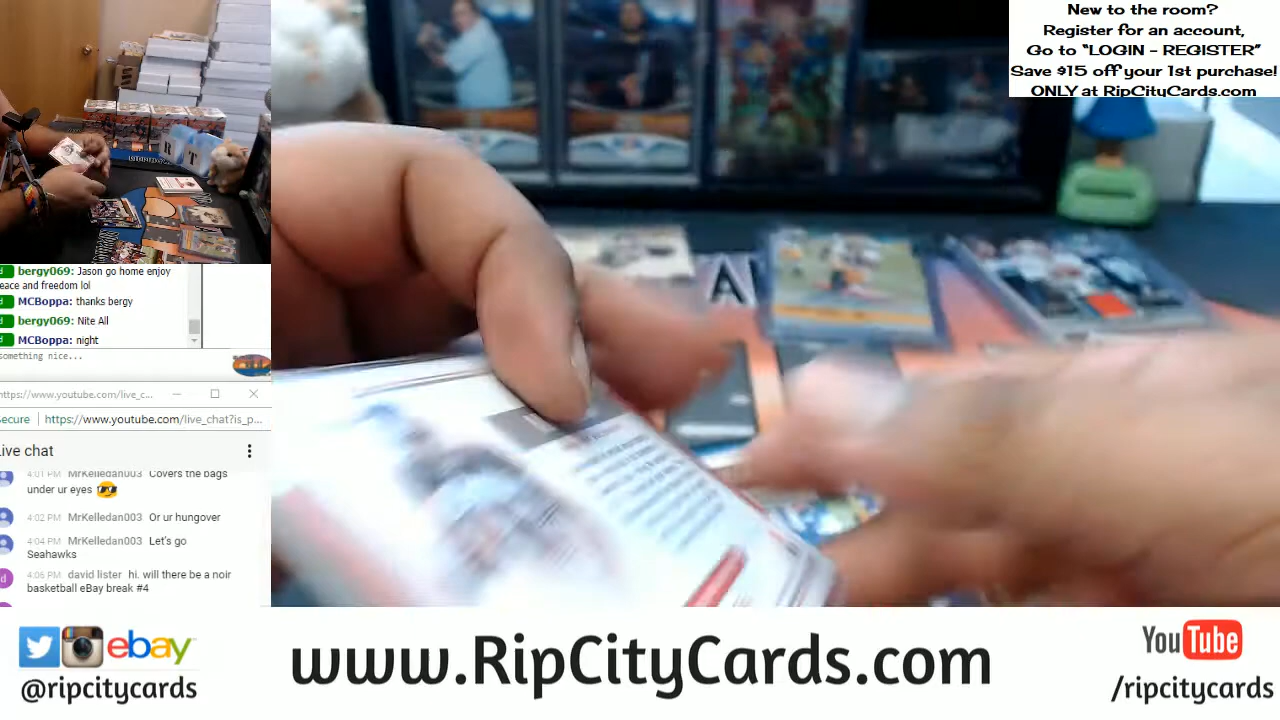 New to the room?
Register for an account,
Go to “LOGIN - REGISTER”
Save $15 off your 1st purchase!
ONLY at RipCityCards.com
R T
A
bergy069: Jason go home enjoy
eace and freedom lol
MCBoppa: thanks bergy
bergy069: Nite All
MCBoppa: night
something nice...
https://www.youtube.com/live_c...
ecure https://www.youtube.com/live_chat?is_p...
Live chat
4:01 PM MrKelledan003 Covers the bags
under ur eyes
4:02 PM MrKelledan003 Or ur hungover
4:04 PM MrKelledan003 Let's go
Seahawks
4:06 PM david lister hi. will there be a noir
basketball eBay break #4
ebay
@ripcitycards
www.RipCityCards.com
YouTube
/ripcitycards